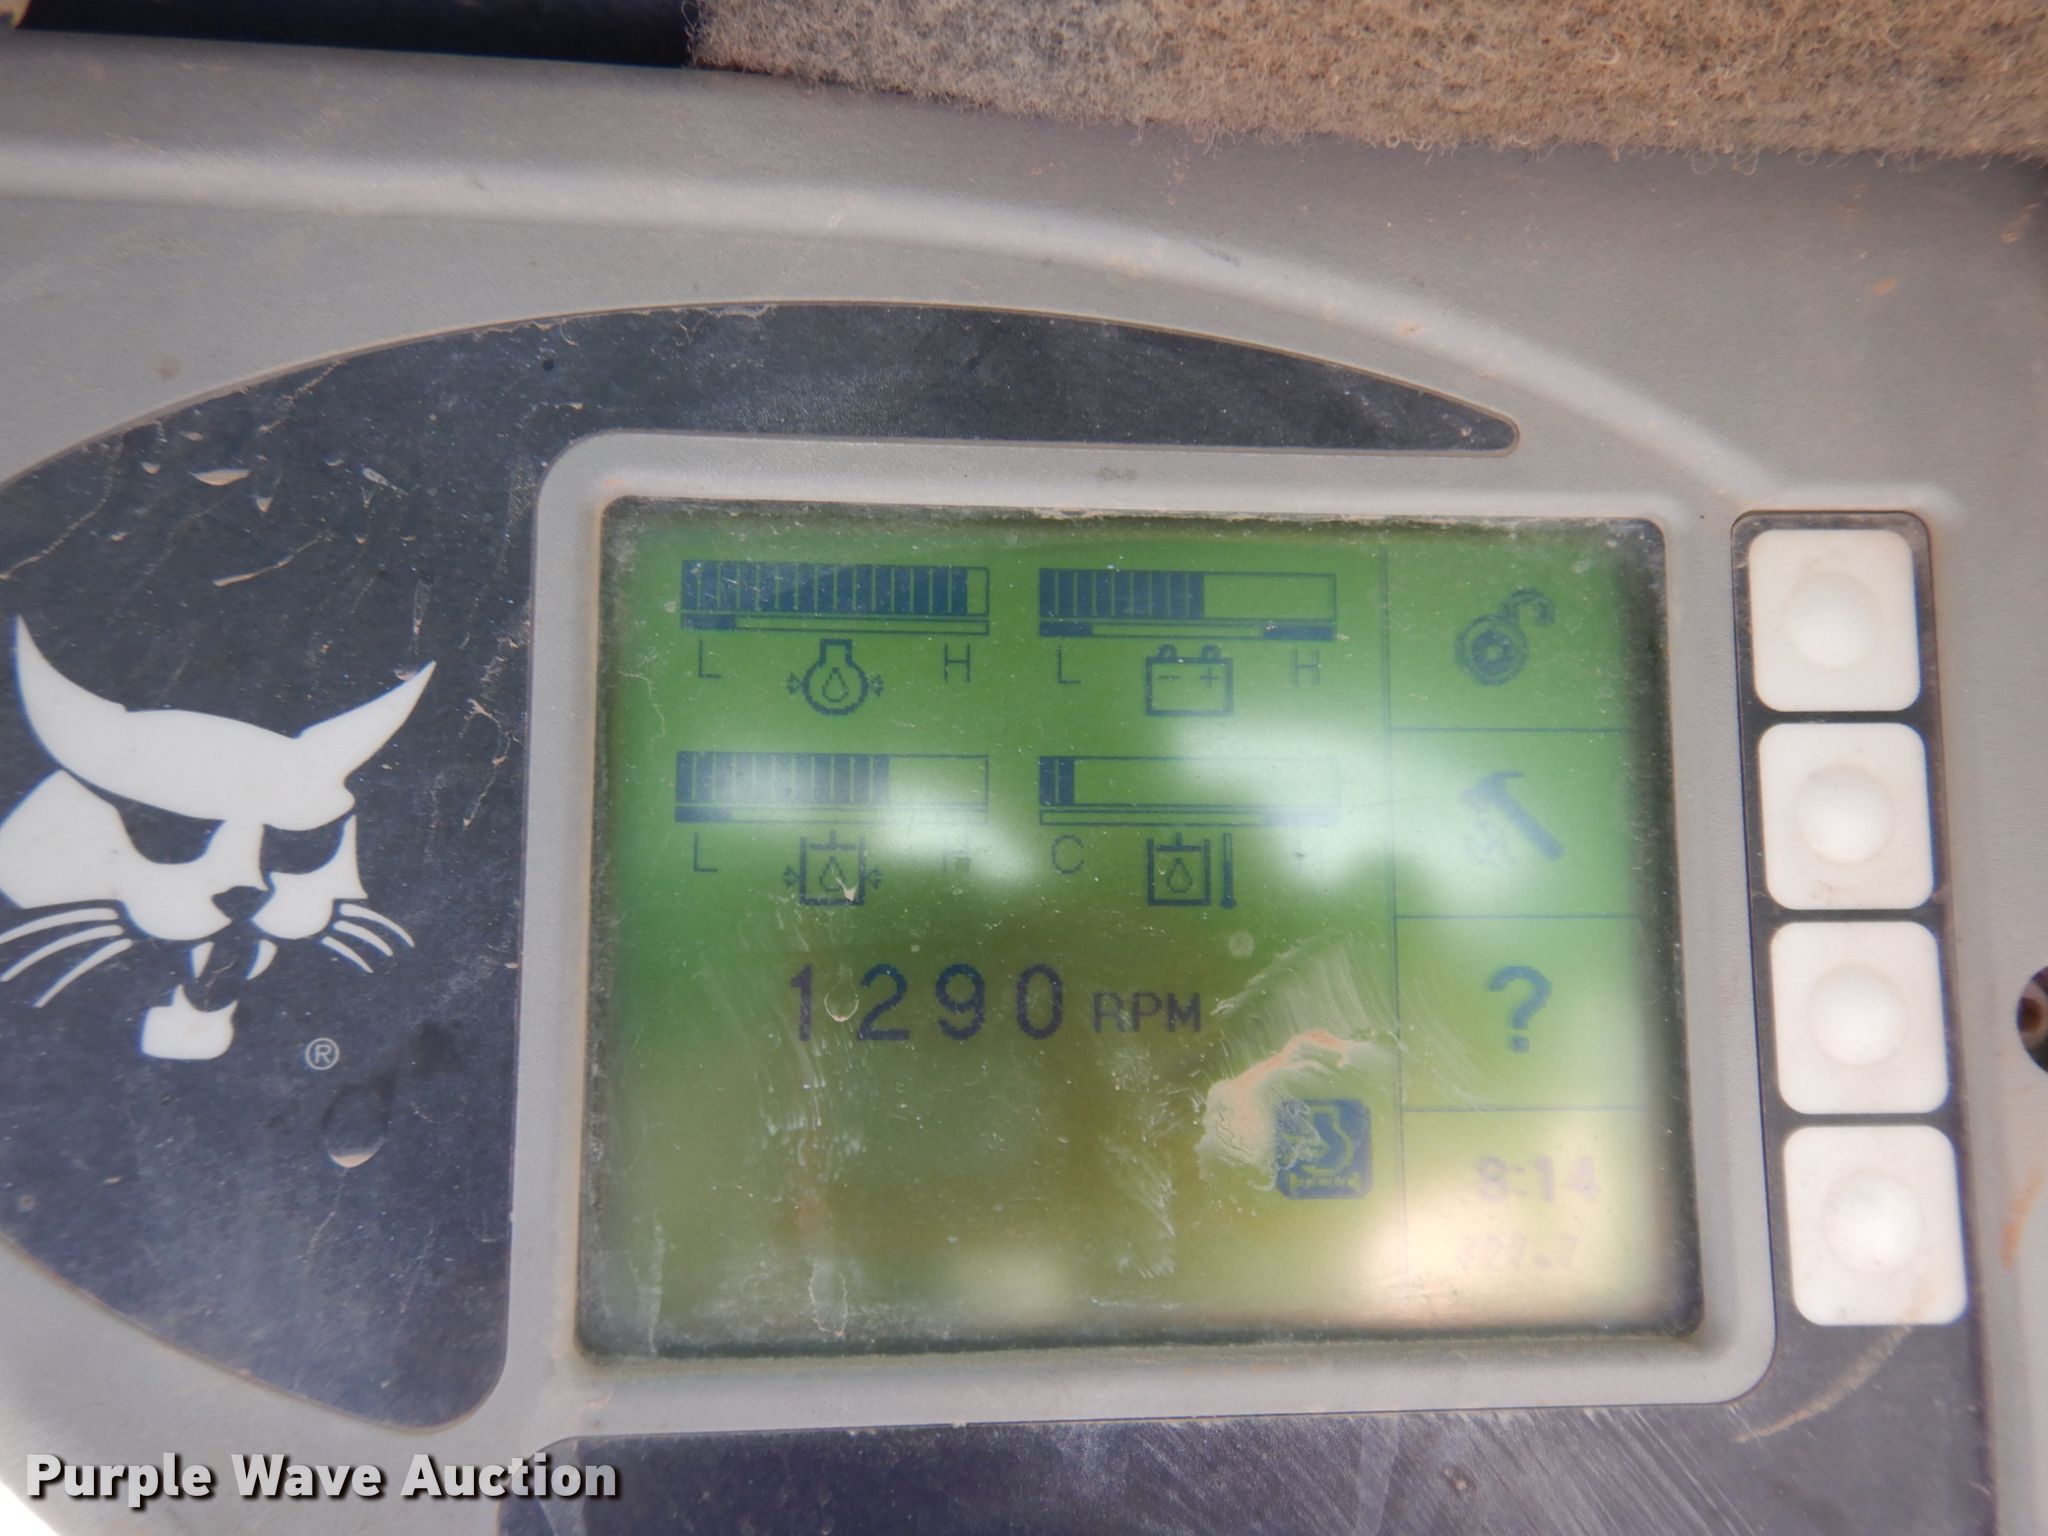 L H L H
L H C
1290 RPM
?
8:14
®
Purple Wave Auction